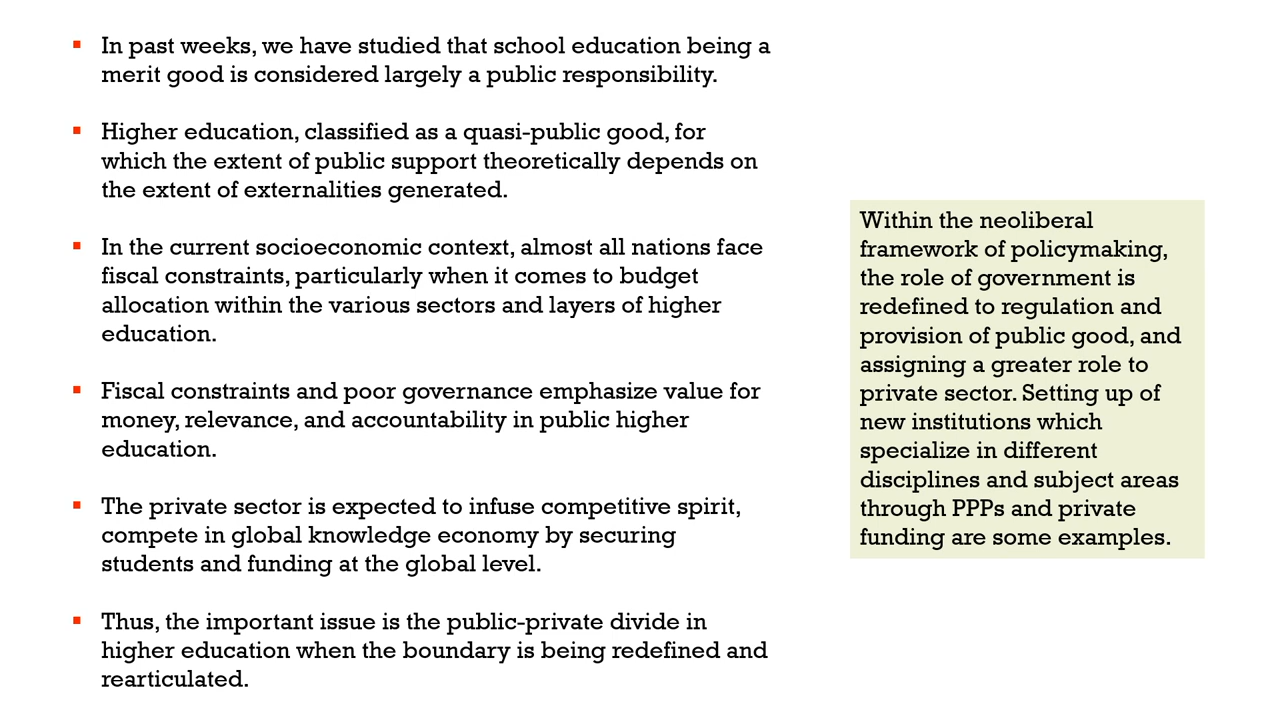 ▪ In past weeks, we have studied that school education being a
merit good is considered largely a public responsibility.
▪ Higher education, classified as a quasi-public good, for
which the extent of public support theoretically depends on
the extent of externalities generated.
▪ In the current socioeconomic context, almost all nations face
fiscal constraints, particularly when it comes to budget
allocation within the various sectors and layers of higher
education.
▪ Fiscal constraints and poor governance emphasize value for
money, relevance, and accountability in public higher
education.
▪ The private sector is expected to infuse competitive spirit,
compete in global knowledge economy by securing
students and funding at the global level.
▪ Thus, the important issue is the public-private divide in
higher education when the boundary is being redefined and
rearticulated.
Within the neoliberal
framework of policymaking,
the role of government is
redefined to regulation and
provision of public good, and
assigning a greater role to
private sector. Setting up of
new institutions which
specialize in different
disciplines and subject areas
through PPPs and private
funding are some examples.